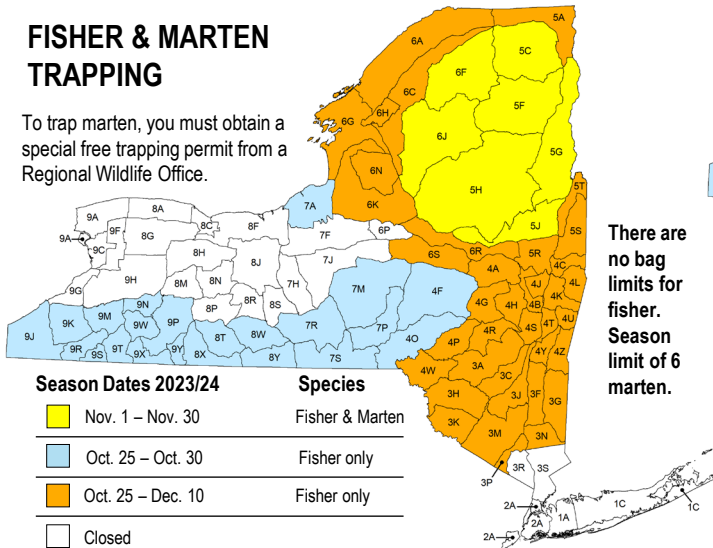 FISHER & MARTEN
TRAPPING
To trap marten, you must obtain a
special free trapping permit from a
Regional Wildlife Office.
5A
6A
5C
6F
6C
5F
6H
6G
6J
5G
6N
5H
5T
7A
6K
9A
8A
5J
8C
8F
5S
9F
6P
9A
8G
7F
9C
6R
5R
8H
6S
7J
4C
8J
4A
9H
8M
8N
7H
4J
4L
9G
7M
4F
4K
9N
8R
4G
4H
4B
8P
8S
9M
9P
4U
9K
9W
7R
4S
4T
9J
8T
8W
7P
4R
4O
4P
9R
9T
9Y
4Y
4Z
9S
9X
8X
8Y
7S
4W
3A
3C
3H
3J
3F
3G
3K
3M
3N
3P
3R
3S
2A
2A
1A
1C
1C
2A
There are
no bag
limits for
fisher.
Season
limit of 6
marten.
Season Dates 2023/24 Species
Nov. 1 – Nov. 30 Fisher & Marten
Oct. 25 – Oct. 30 Fisher only
Oct. 25 – Dec. 10 Fisher only
Closed